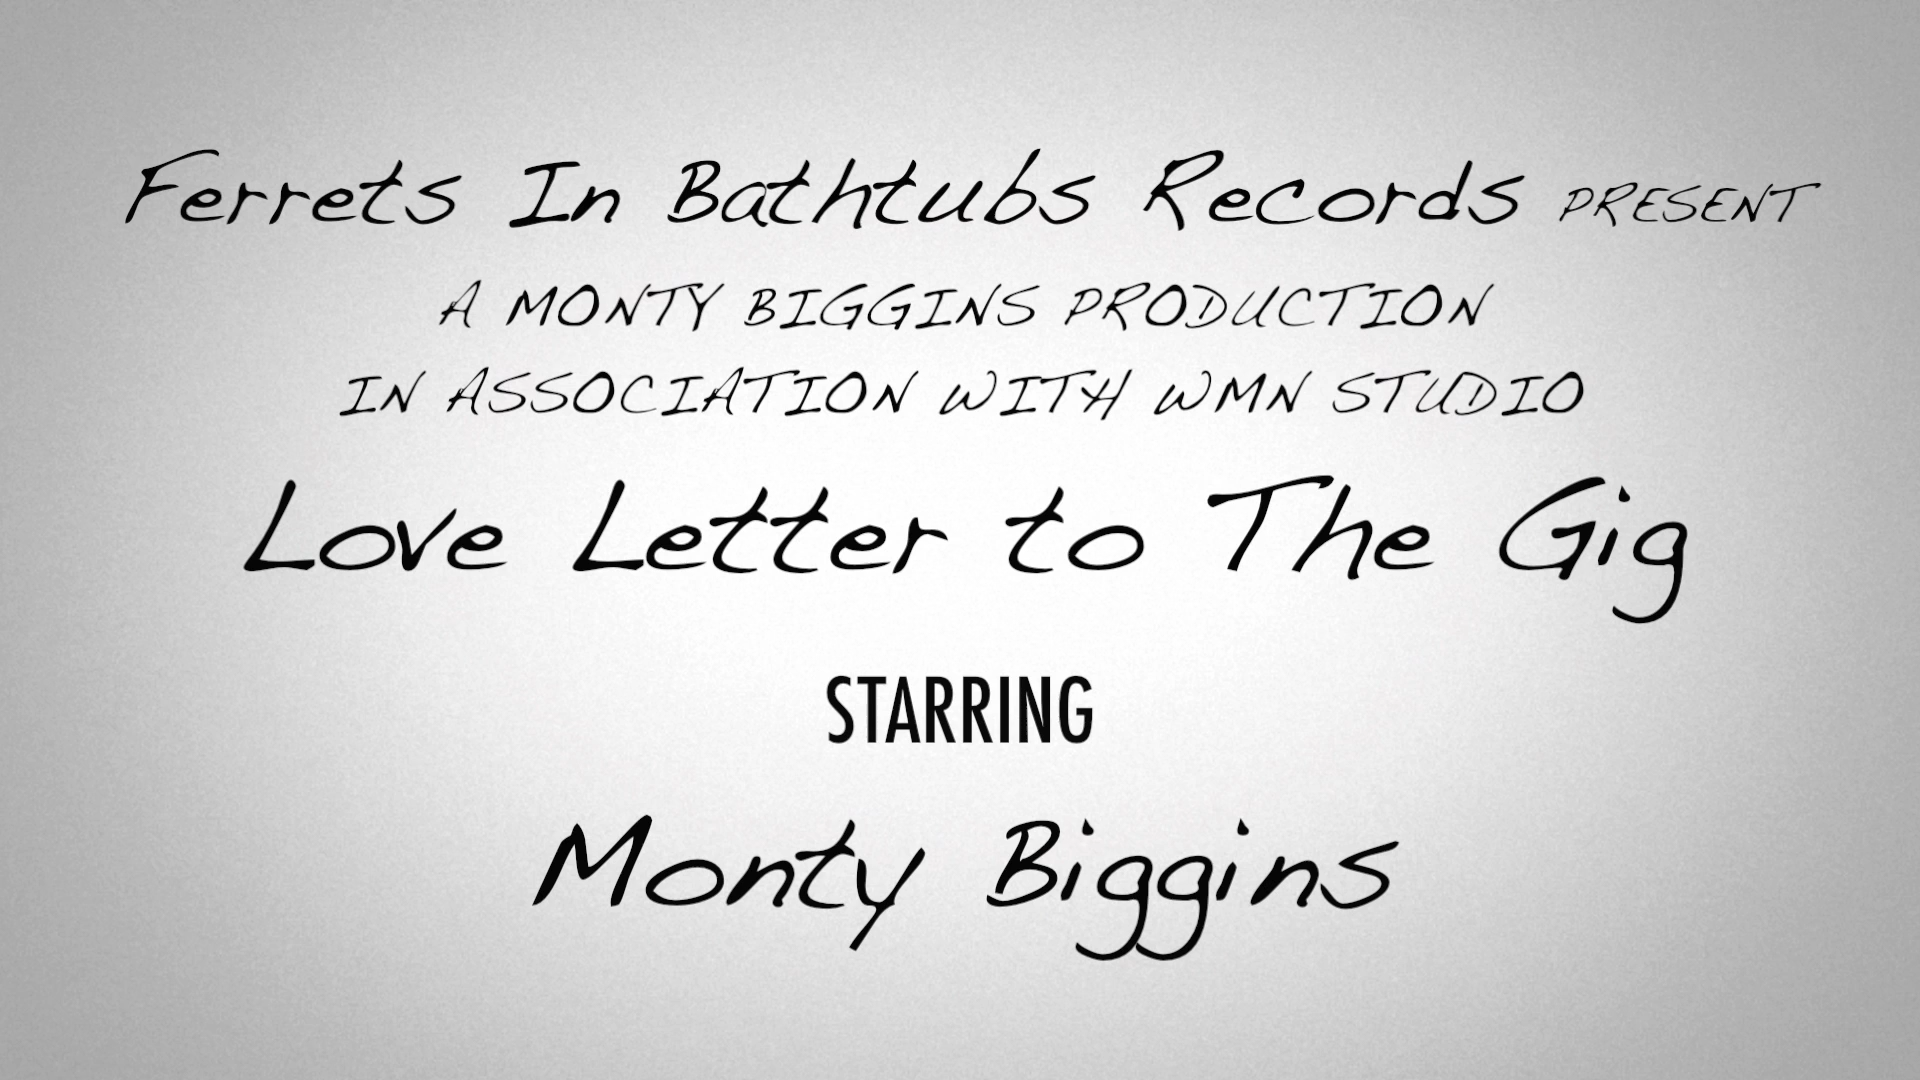 Ferrets In Bathtubs Records PRESENT
A MONTY BIGGINS PRODUCTION
IN ASSOCIATION WITH WMN STUDIO
Love Letter to The Gig
STARRING
Monty Biggins